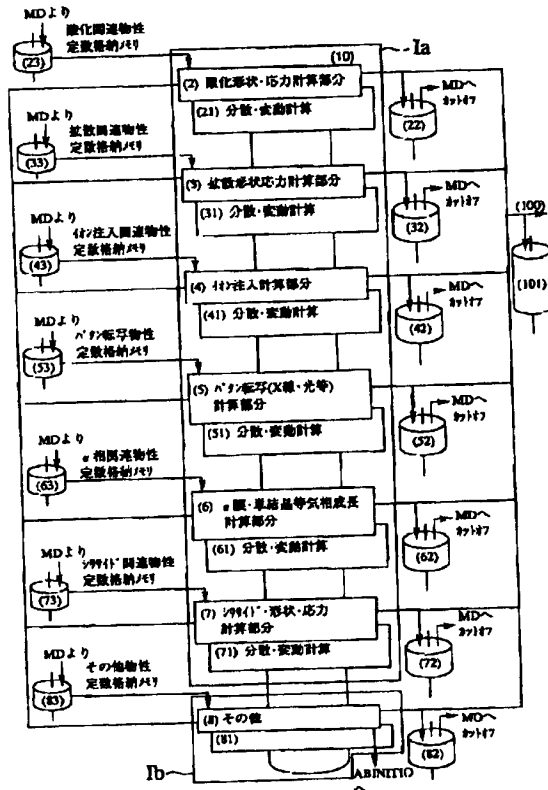 MDより
酸化関連物性
定数格納メモリ
(23)
(10)
Ia
(2) 酸化形状・応力計算部分
(21) 分散・変動計算
MDへ
カットオフ
(22)
MDより
拡散関連物性
定数格納メモリ
(33)
(3) 拡散形状応力計算部分
(31) 分散・変動計算
MDへ
カットオフ
(32)
(100)
(101)
MDより
イオン注入関連物性
定数格納メモリ
(43)
(4) イオン注入計算部分
(41) 分散・変動計算
MDへ
カットオフ
(42)
MDより
パタン転写物性
定数格納メモリ
(53)
(5) パタン転写(X線・光等)
計算部分
(51) 分散・変動計算
MDへ
カットオフ
(52)
MDより
α相関連物性
定数格納メモリ
(63)
(6) α膜・単結晶等気相成長
計算部分
(61) 分散・変動計算
MDへ
カットオフ
(62)
MDより
シリサイド関連物性
定数格納メモリ
(73)
(7) シリサイド・形状・応力
計算部分
(71) 分散・変動計算
MDへ
カットオフ
(72)
MDより
その他物性
定数格納メモリ
(83)
(8) その他
(81)
MDへ
カットオフ
(82)
Ib
ABINITIO